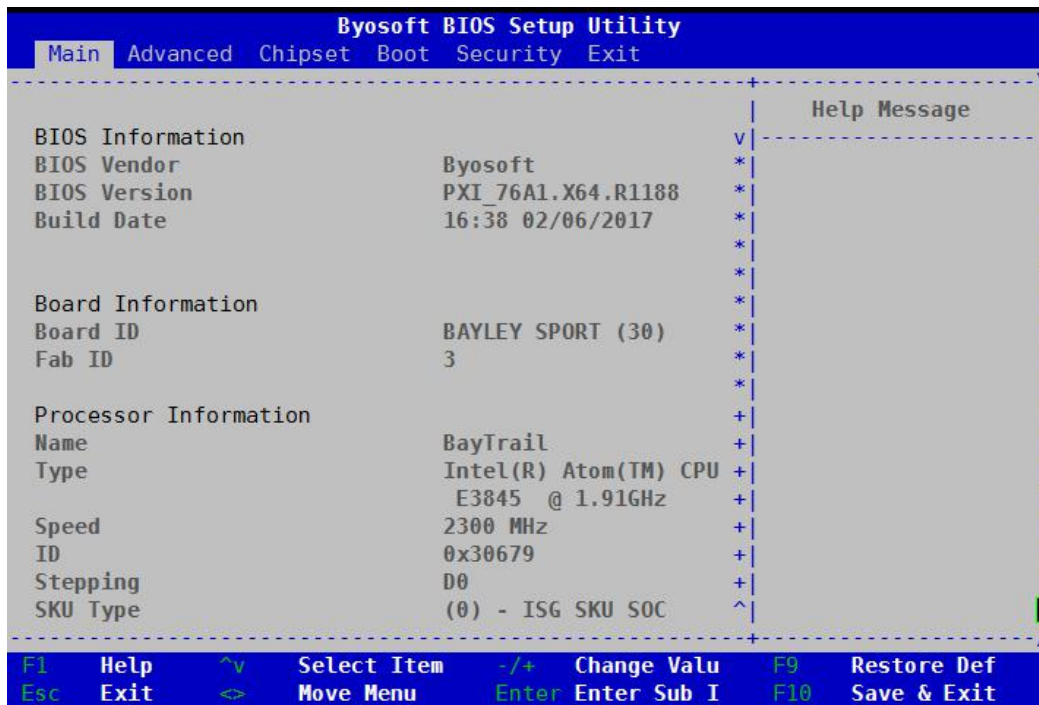 Byosoft BIOS Setup Utility
Main Advanced Chipset Boot Security Exit
Help Message
BIOS Information
BIOS Vendor Byosoft
BIOS Version PXI_76A1.X64.R1188
Build Date 16:38 02/06/2017
Board Information
Board ID BAYLEY SPORT (30)
Fab ID 3
Processor Information
Name BayTrail
Type Intel(R) Atom(TM) CPU
E3845 @ 1.91GHz
Speed 2300 MHz
ID 0x30679
Stepping D0
SKU Type (0) - ISG SKU SOC
F1 Help ^v Select Item -/+ Change Valu F9 Restore Def
Esc Exit <> Move Menu Enter Enter Sub I F10 Save & Exit